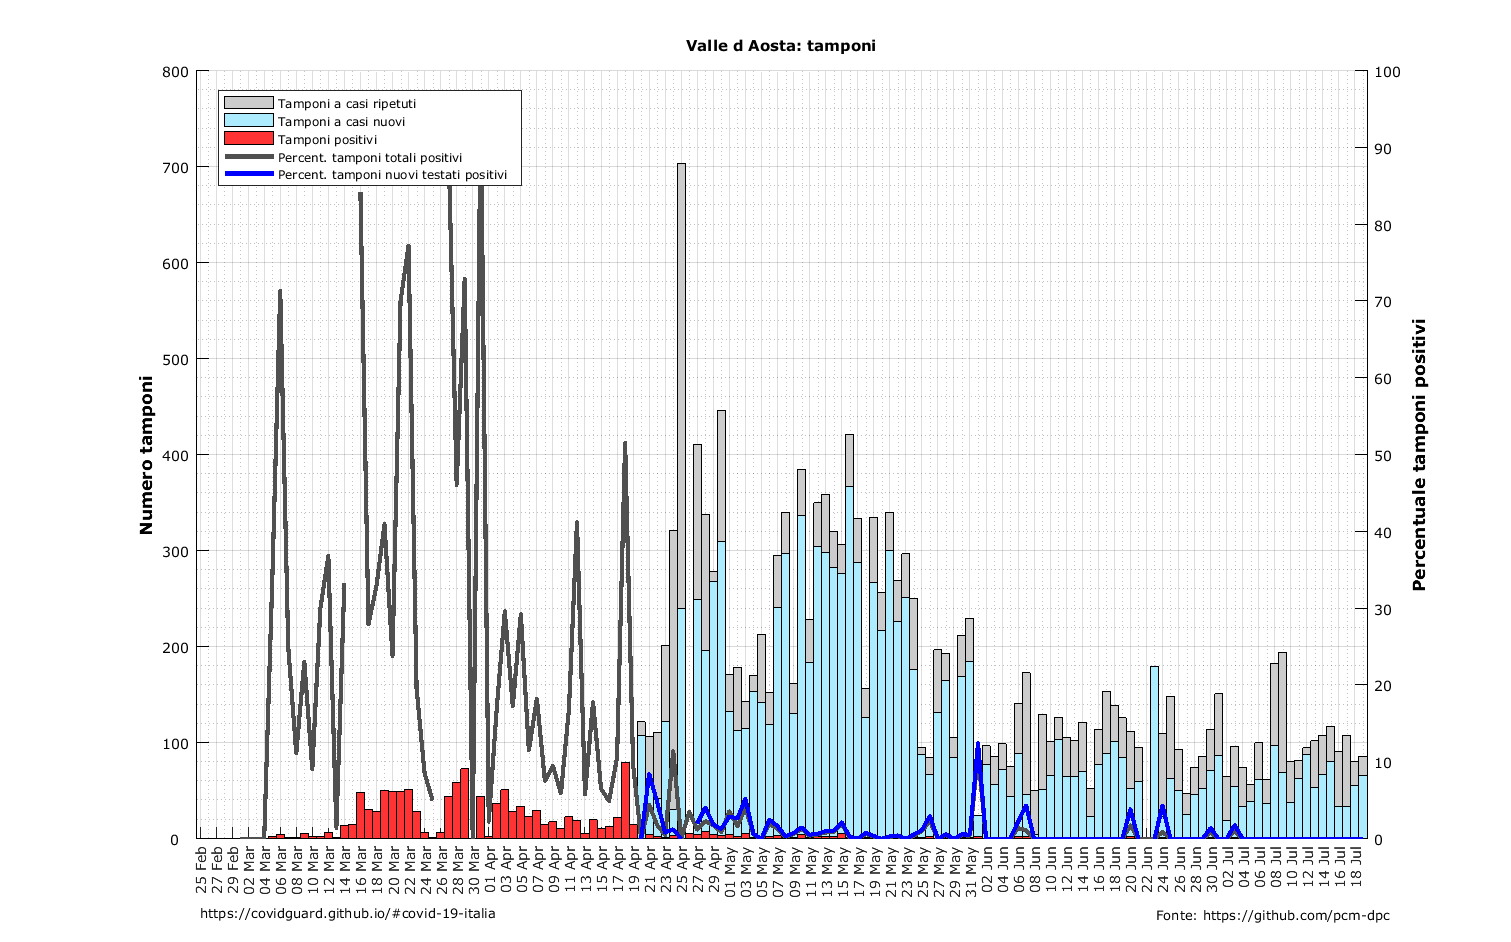 Valle d Aosta: tamponi
Tamponi a casi ripetuti
Tamponi a casi nuovi
Tamponi positivi
Percent. tamponi totali positivi
Percent. tamponi nuovi testati positivi
Numero tamponi
800
700
600
500
400
300
200
100
0
Percentuale tamponi positivi
100
90
80
70
60
50
40
30
20
10
0
25 Feb
27 Feb
29 Feb
02 Mar
04 Mar
06 Mar
08 Mar
10 Mar
12 Mar
14 Mar
16 Mar
18 Mar
20 Mar
22 Mar
24 Mar
26 Mar
28 Mar
30 Mar
01 Apr
03 Apr
05 Apr
07 Apr
09 Apr
11 Apr
13 Apr
15 Apr
17 Apr
19 Apr
21 Apr
23 Apr
25 Apr
27 Apr
29 Apr
01 May
03 May
05 May
07 May
09 May
11 May
13 May
15 May
17 May
19 May
21 May
23 May
25 May
27 May
29 May
31 May
02 Jun
04 Jun
06 Jun
08 Jun
10 Jun
12 Jun
14 Jun
16 Jun
18 Jun
20 Jun
22 Jun
24 Jun
26 Jun
28 Jun
30 Jun
02 Jul
04 Jul
06 Jul
08 Jul
10 Jul
12 Jul
14 Jul
16 Jul
18 Jul
https://covidguard.github.io/#covid-19-italia
Fonte: https://github.com/pcm-dpc